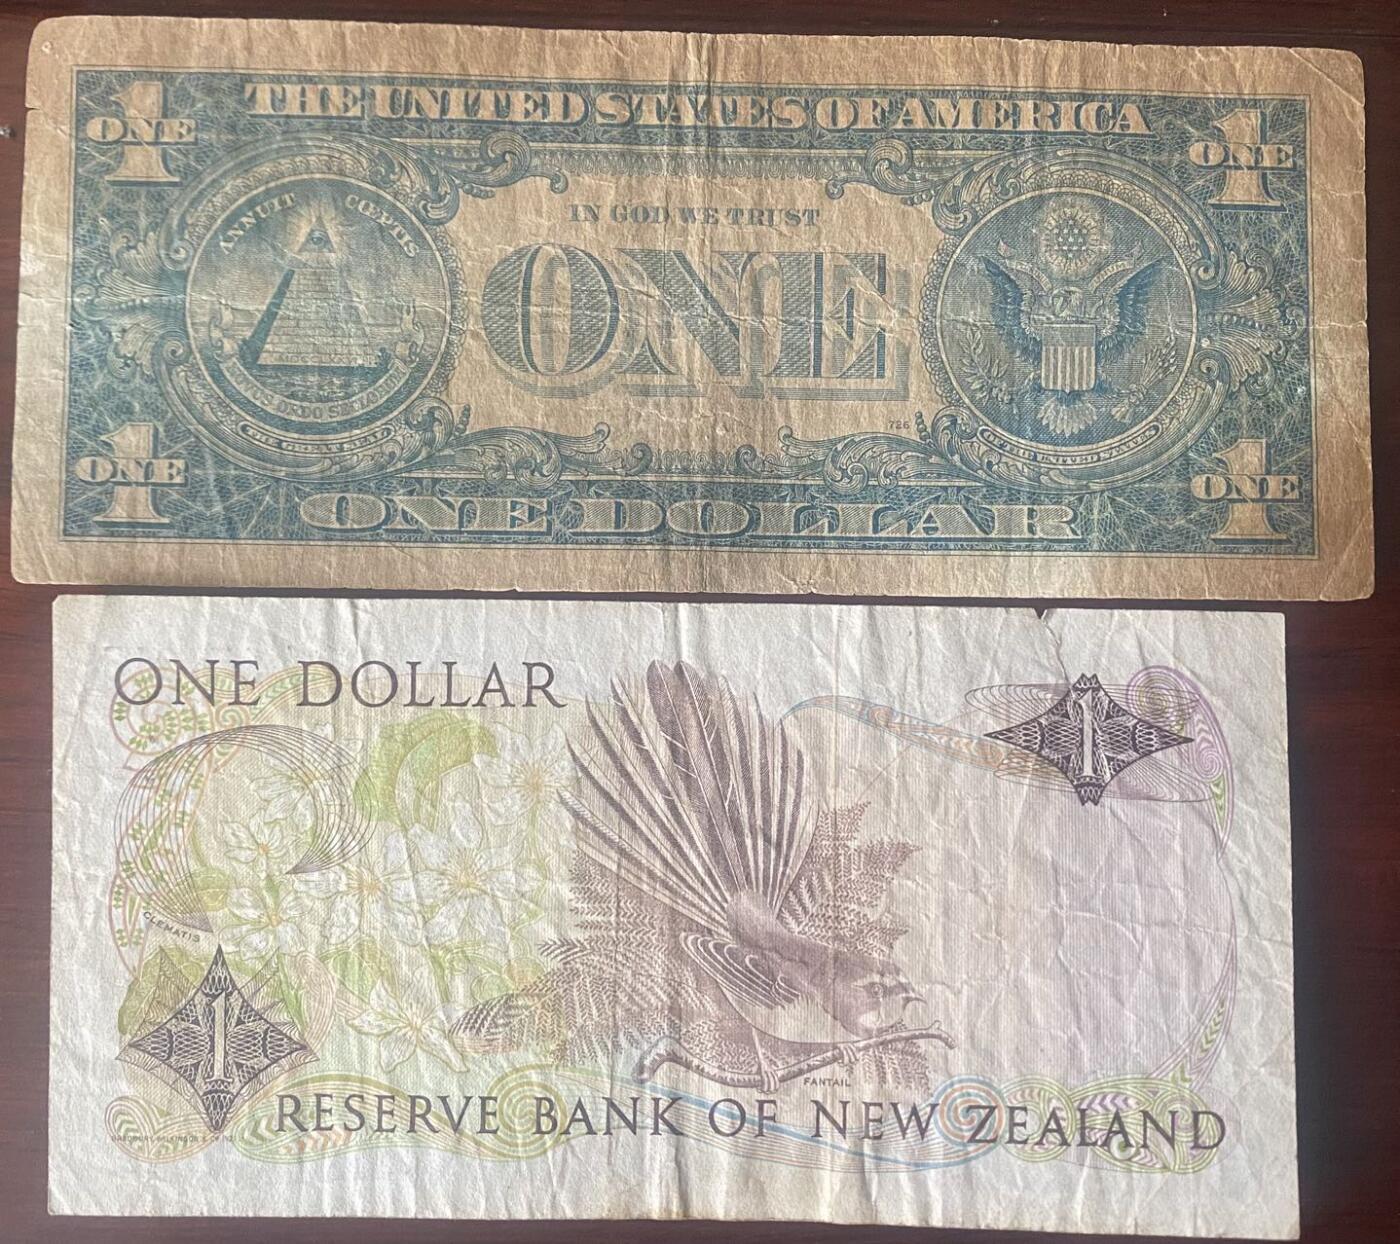 1 ONE
THE UNITED STATES OF AMERICA
1 ONE
ANNUIT CŒPTIS
IN GOD WE TRUST
ONE
NOVUS ORDO SECLORUM
THE GREAT SEAL
OF THE UNITED STATES
726
1 ONE
ONE DOLLAR
1 ONE
ONE DOLLAR
1
CLEMATIS
1
FANTAIL
RESERVE BANK OF NEW ZEALAND